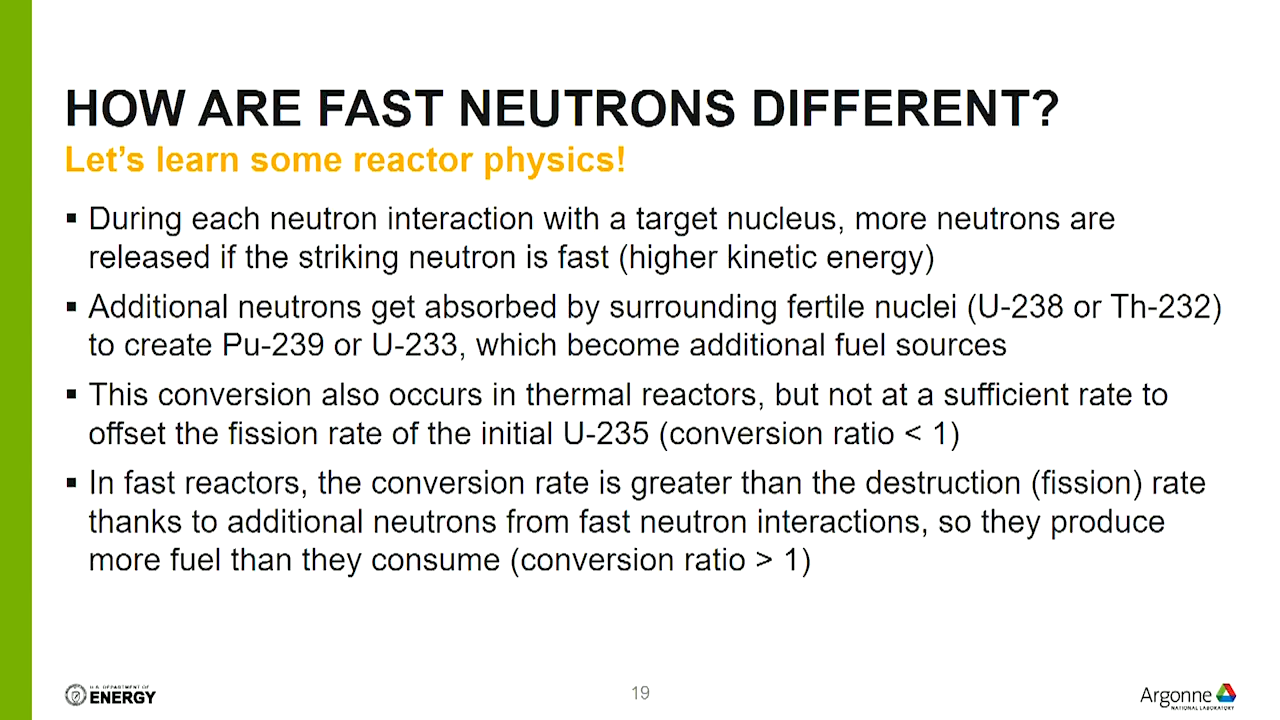 HOW ARE FAST NEUTRONS DIFFERENT?
Let's learn some reactor physics!
▪ During each neutron interaction with a target nucleus, more neutrons are
released if the striking neutron is fast (higher kinetic energy)
▪ Additional neutrons get absorbed by surrounding fertile nuclei (U-238 or Th-232)
to create Pu-239 or U-233, which become additional fuel sources
▪ This conversion also occurs in thermal reactors, but not at a sufficient rate to
offset the fission rate of the initial U-235 (conversion ratio < 1)
▪ In fast reactors, the conversion rate is greater than the destruction (fission) rate
thanks to additional neutrons from fast neutron interactions, so they produce
more fuel than they consume (conversion ratio > 1)
U.S. DEPARTMENT OF
ENERGY
19
Argonne
NATIONAL LABORATORY